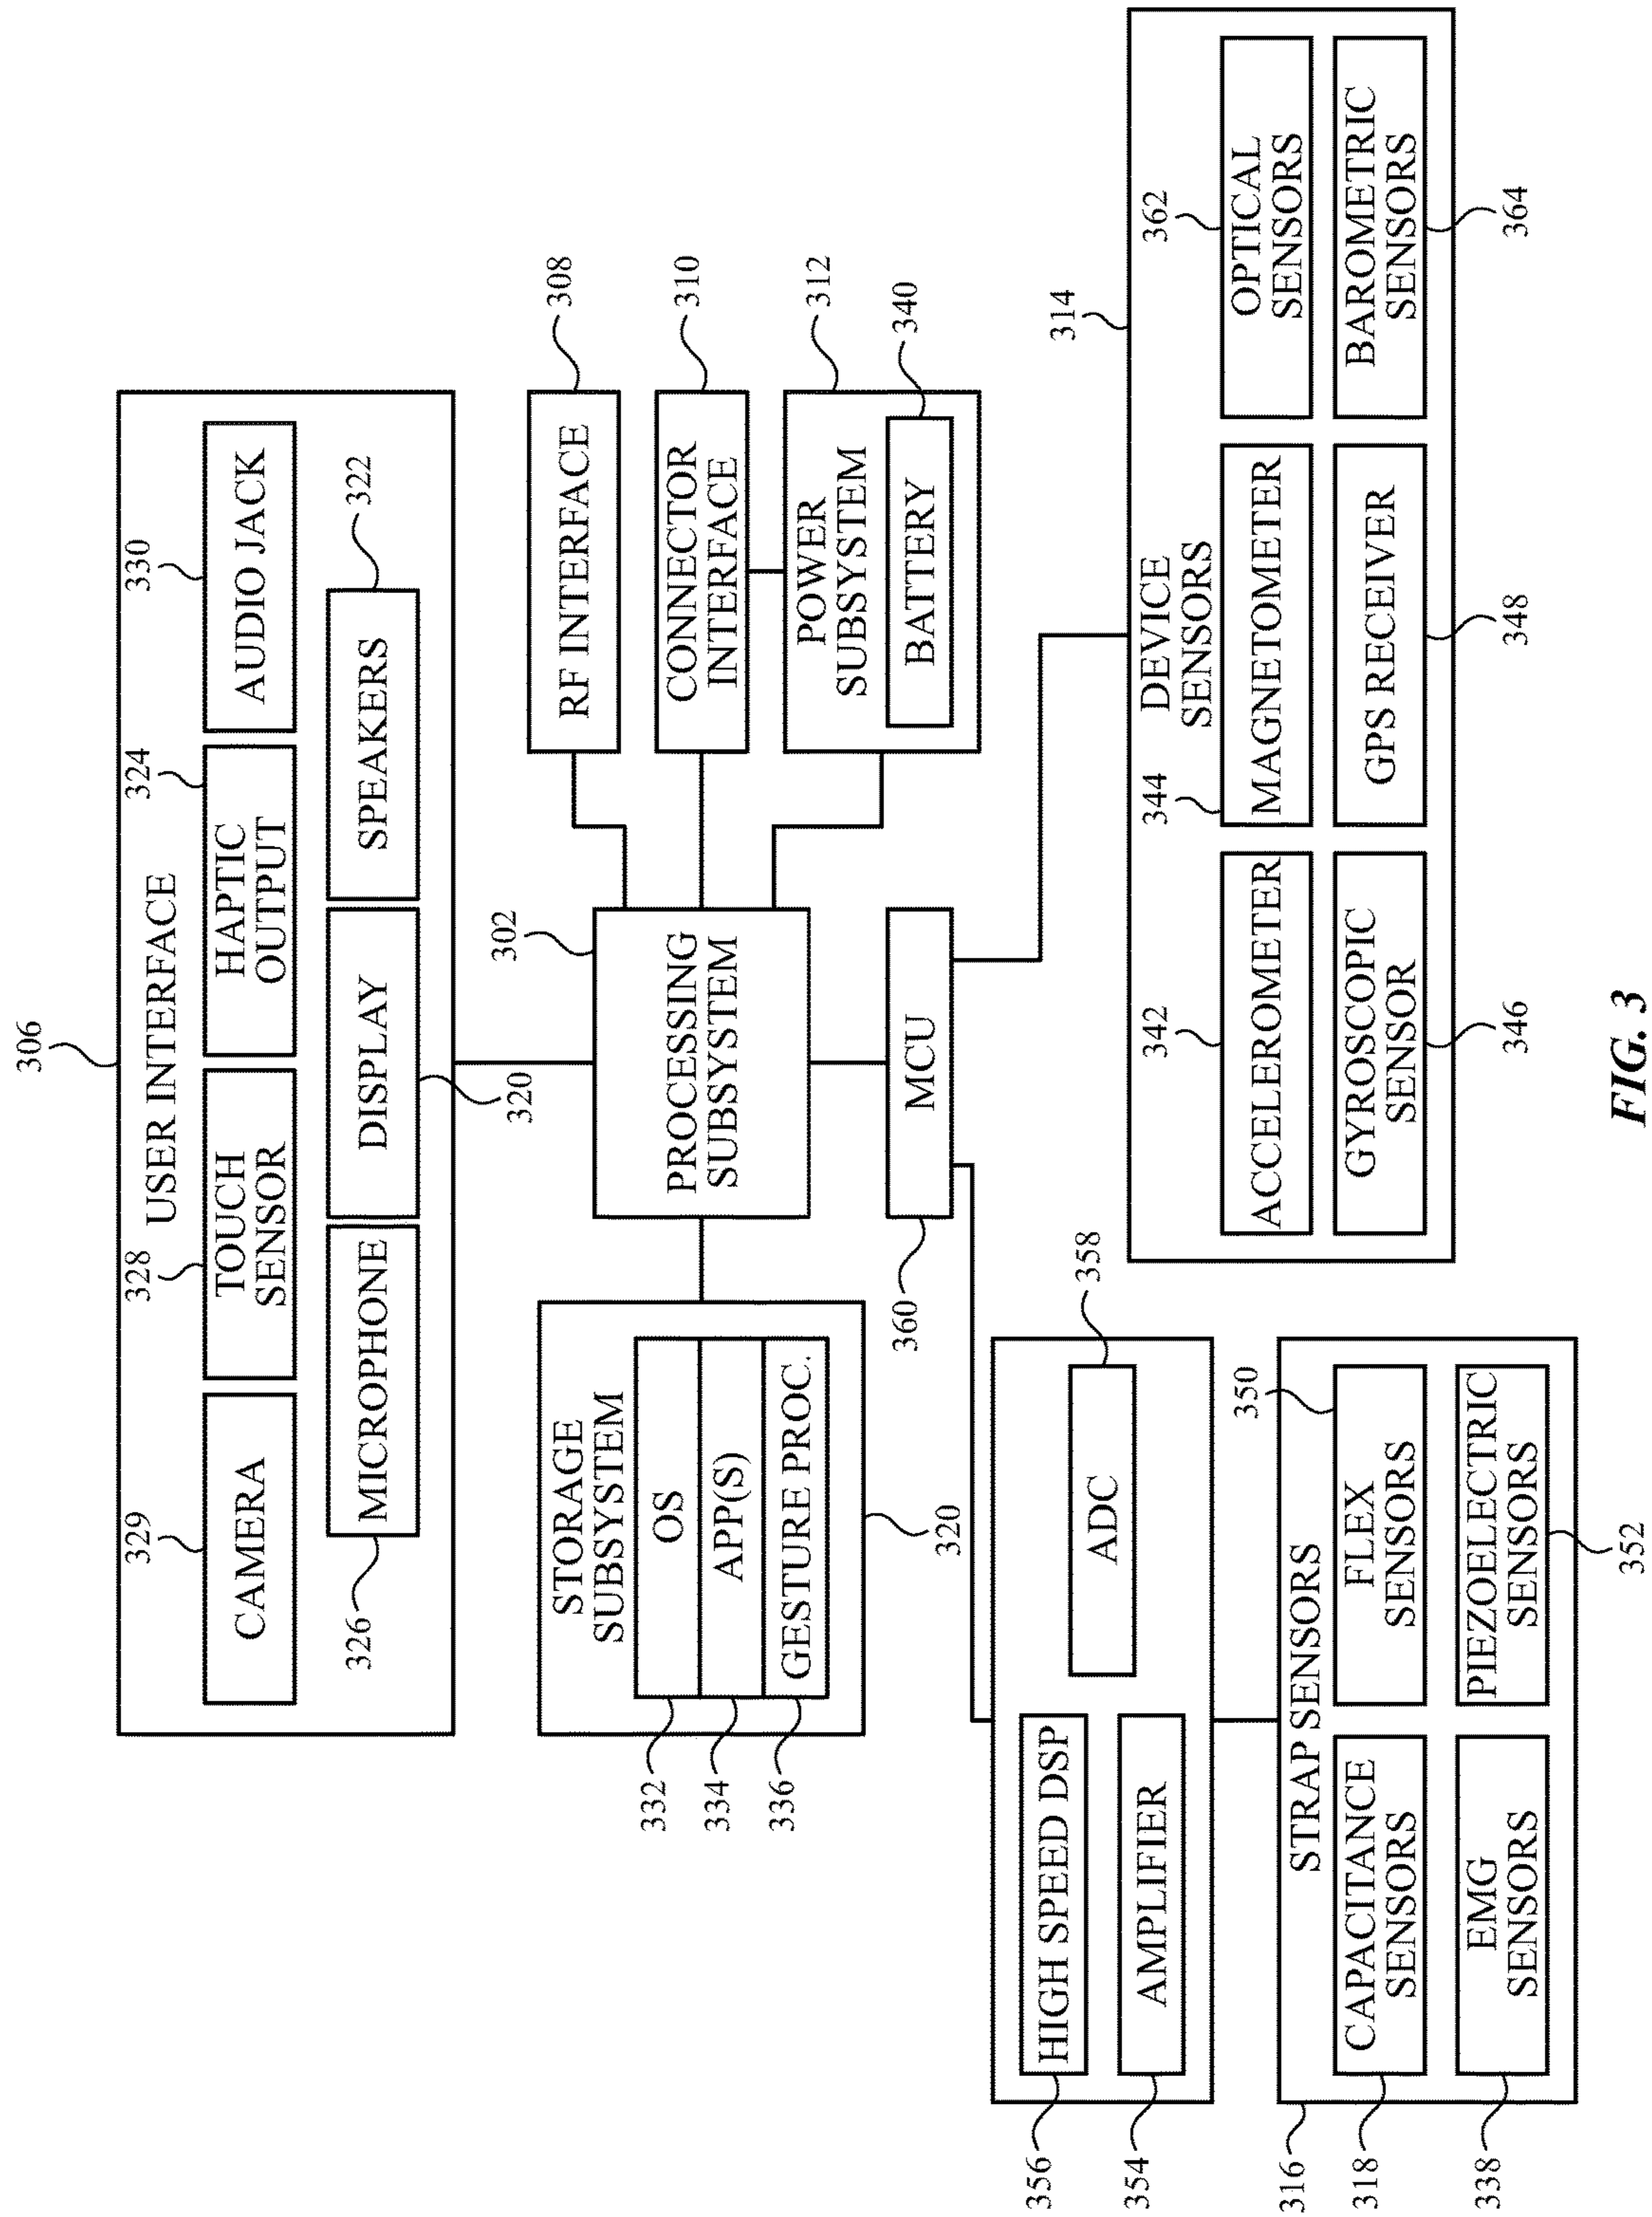 306
USER INTERFACE
329
328
324
330
CAMERA
TOUCH
SENSOR
HAPTIC
OUTPUT
AUDIO JACK
326
MICROPHONE
DISPLAY
SPEAKERS
322
320
STORAGE
SUBSYSTEM
332
OS
334
APP(S)
336
GESTURE PROC.
320
302
PROCESSING
SUBSYSTEM
RF INTERFACE
308
CONNECTOR
INTERFACE
310
POWER
SUBSYSTEM
312
BATTERY
340
360
MCU
356
HIGH SPEED DSP
354
AMPLIFIER
ADC
358
316
STRAP SENSORS
318
CAPACITANCE
SENSORS
350
FLEX
SENSORS
338
EMG
SENSORS
PIEZOELECTRIC
SENSORS
352
314
DEVICE
SENSORS
342
344
362
ACCELEROMETER
MAGNETOMETER
OPTICAL
SENSORS
GYROSCOPIC
SENSOR
GPS RECEIVER
BAROMETRIC
SENSORS
346
348
364
FIG. 3